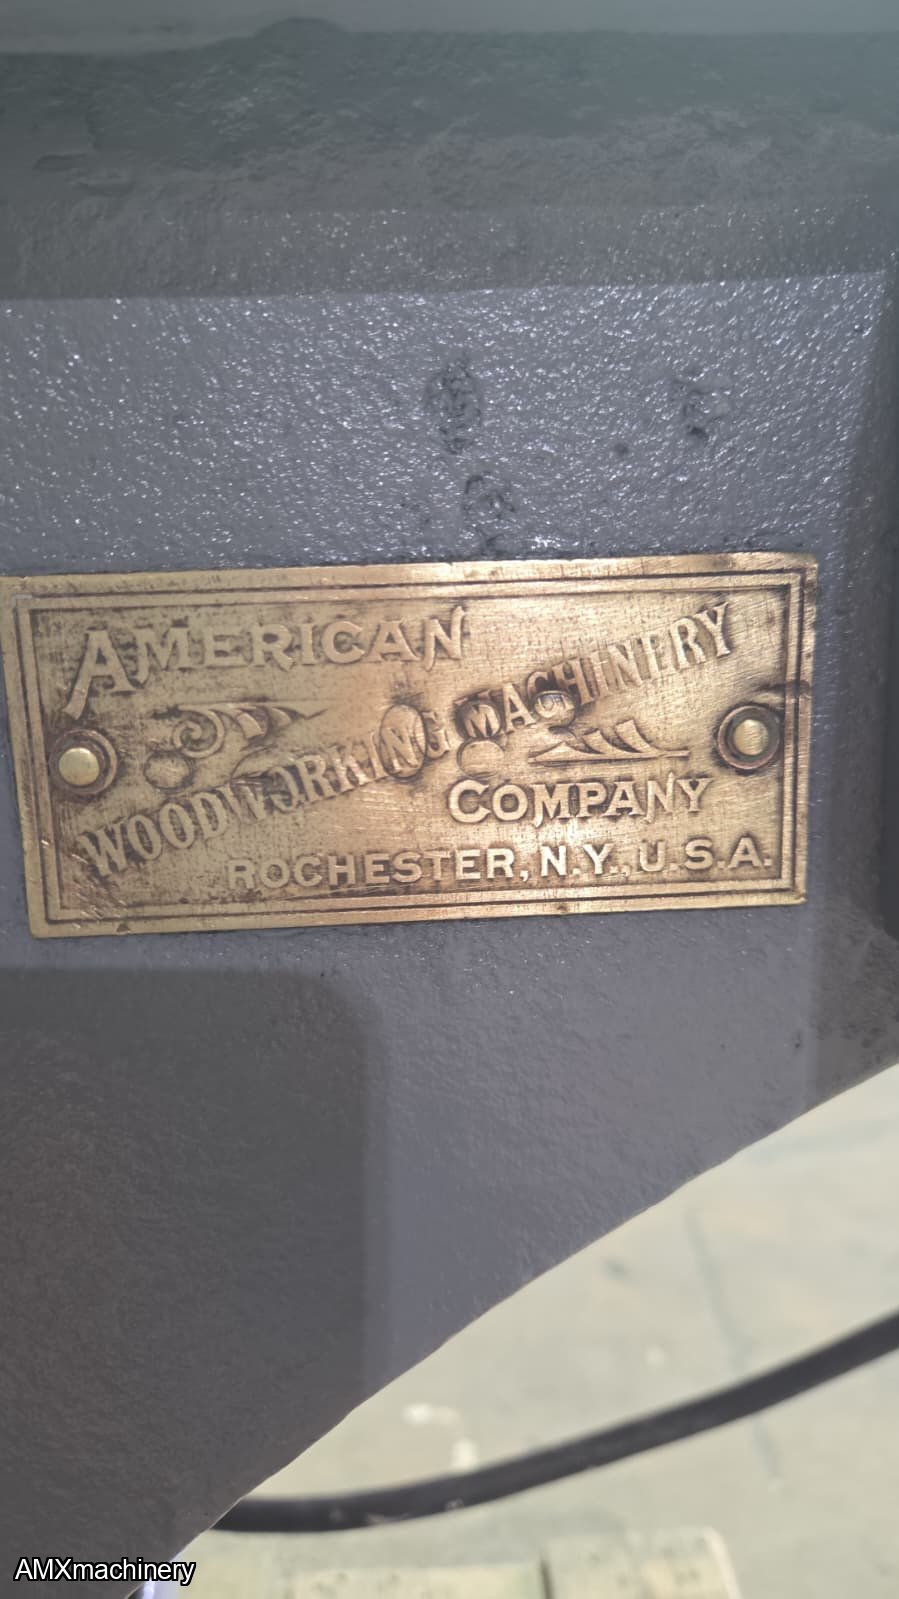 AMERICAN
WOODWORKING MACHINERY
COMPANY
ROCHESTER, N.Y., U.S.A.
AMXmachinery